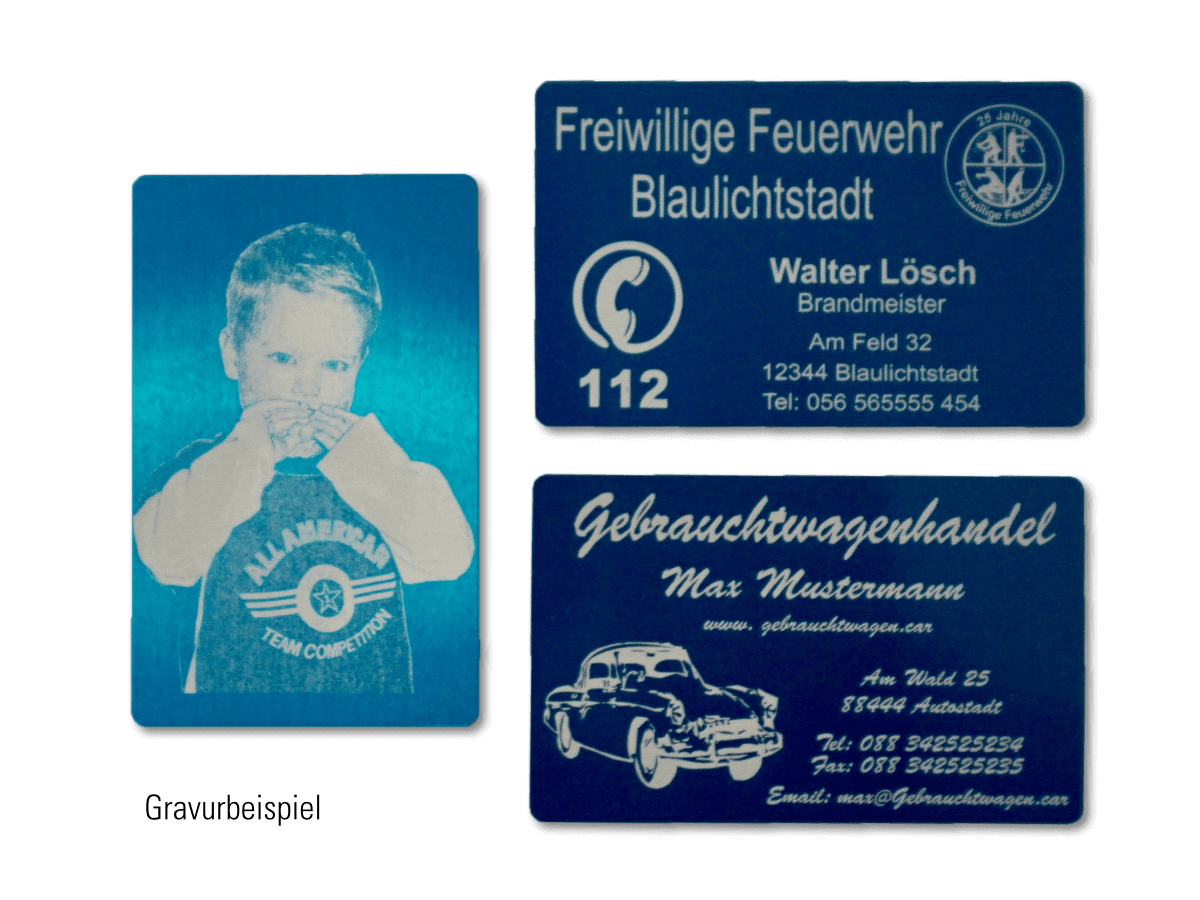 ALL AMERICAN
TEAM COMPETITION
Gravurbeispiel
Freiwillige Feuerwehr
Blaulichtstadt
25 Jahre
Freiwillige Feuerwehr
112
Walter Lösch
Brandmeister
Am Feld 32
12344 Blaulichtstadt
Tel: 056 565555 454
Gebrauchtwagenhandel
Max Mustermann
www. gebrauchtwagen.car
Am Wald 25
88444 Autostadt
Tel: 088 342525234
Fax: 088 342525235
Email: max@Gebrauchtwagen.car